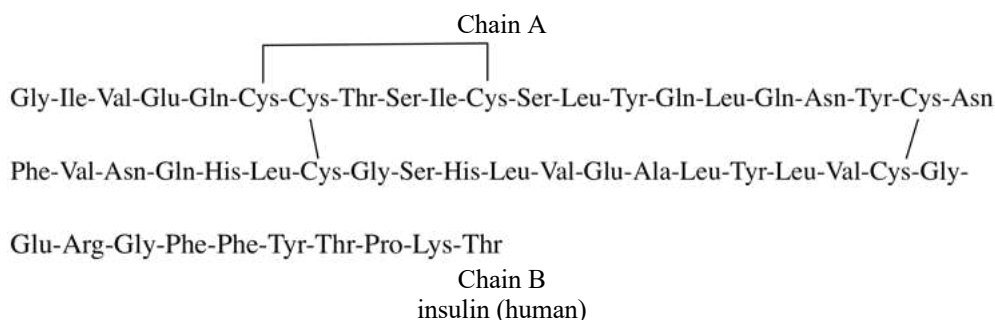 Chain A
Gly-Ile-Val-Glu-Gln-Cys-Cys-Thr-Ser-Ile-Cys-Ser-Leu-Tyr-Gln-Leu-Gln-Asn-Tyr-Cys-Asn
Phe-Val-Asn-Gln-His-Leu-Cys-Gly-Ser-His-Leu-Val-Glu-Ala-Leu-Tyr-Leu-Val-Cys-Gly-
Glu-Arg-Gly-Phe-Phe-Tyr-Thr-Pro-Lys-Thr
Chain B
insulin (human)